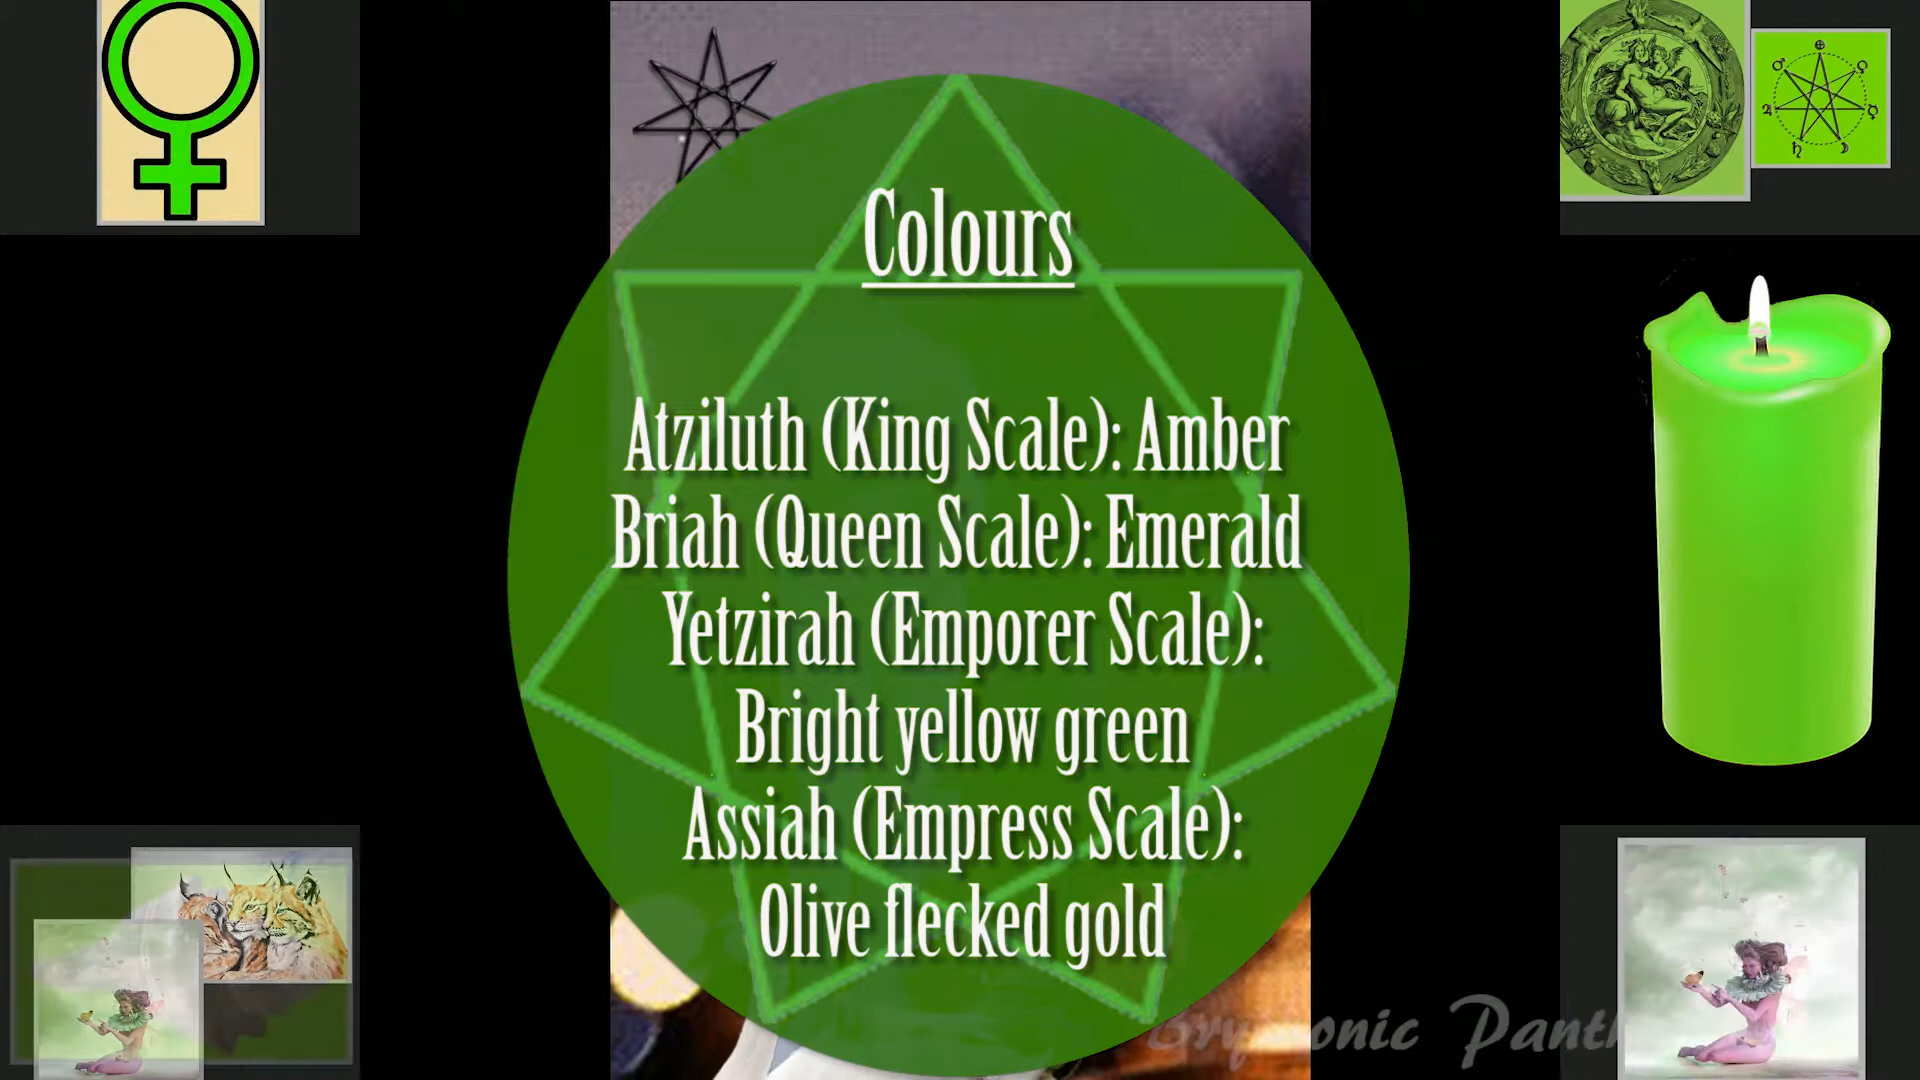 Colours
Atziluth (King Scale): Amber
Briah (Queen Scale): Emerald
Yetzirah (Emporer Scale):
Bright yellow green
Assiah (Empress Scale):
Olive flecked gold